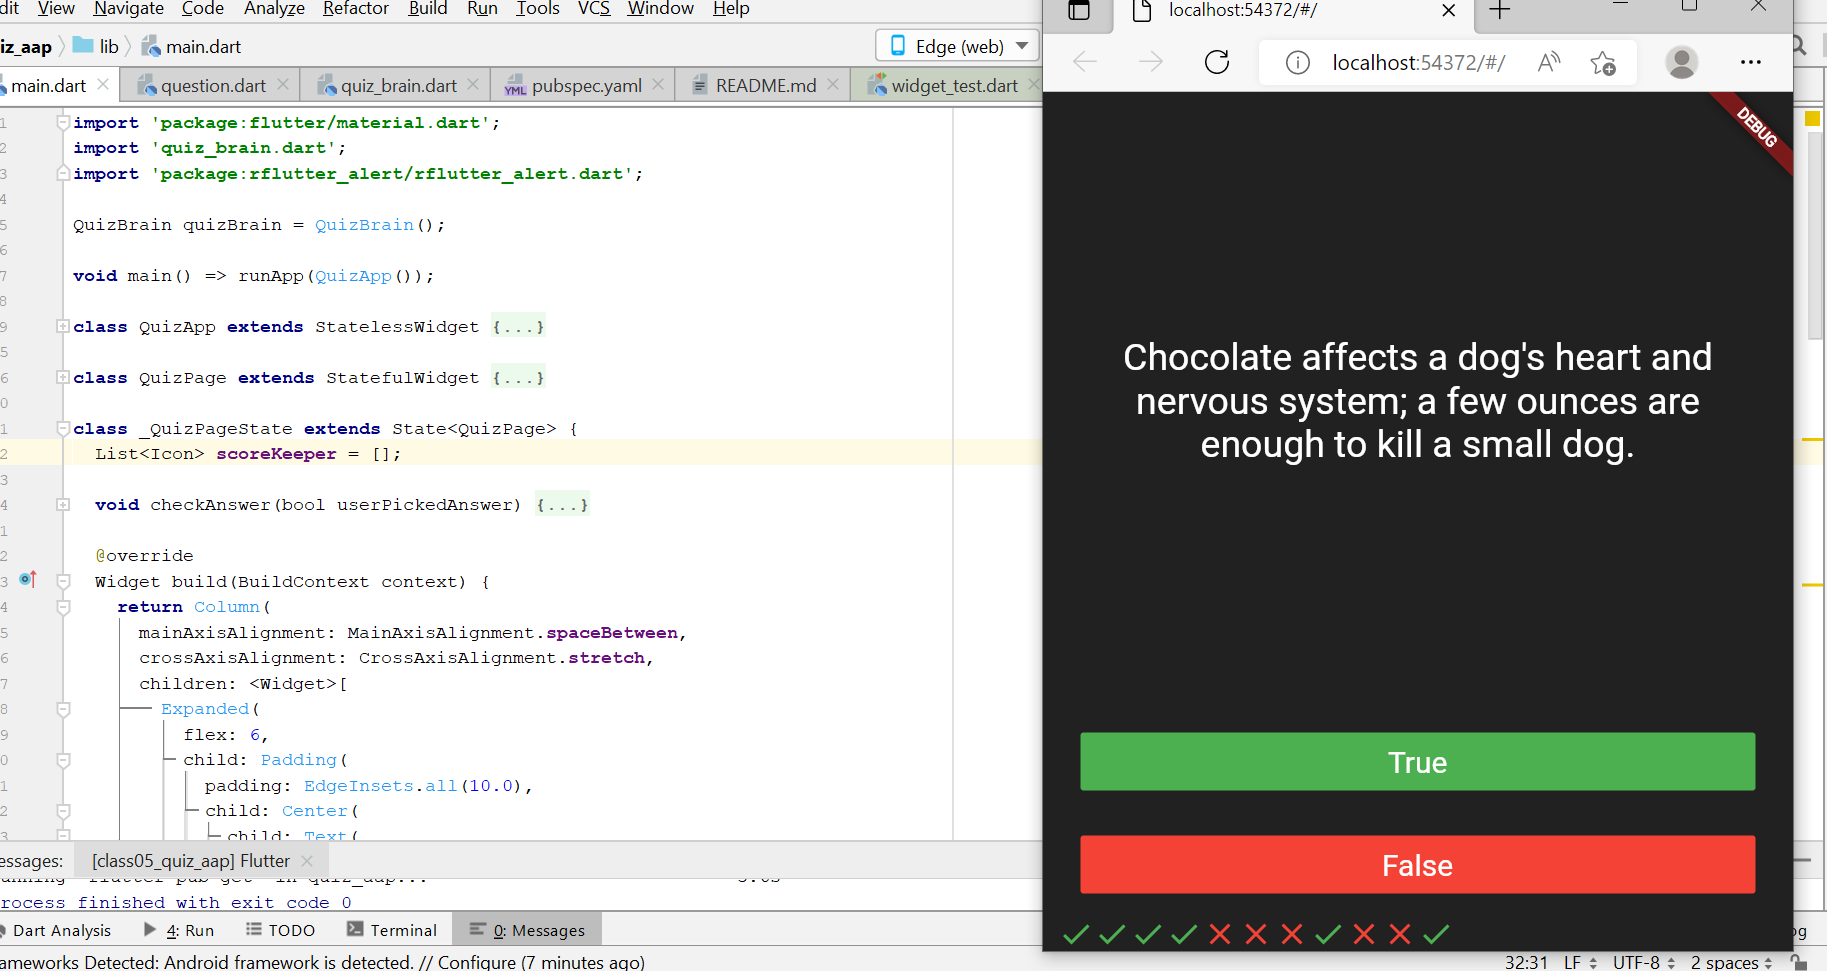 dit View Navigate Code Analyze Refactor Build Run Tools VCS Window Help
iz_aap lib main.dart
Edge (web)
main.dart question.dart quiz_brain.dart YML pubspec.yaml README.md widget_test.dart
import 'package:flutter/material.dart';
import 'quiz_brain.dart';
import 'package:rflutter_alert/rflutter_alert.dart';
QuizBrain quizBrain = QuizBrain();
void main() => runApp(QuizApp());
class QuizApp extends StatelessWidget {...}
class QuizPage extends StatefulWidget {...}
class _QuizPageState extends State<QuizPage> {
List<Icon> scoreKeeper = [];
void checkAnswer(bool userPickedAnswer) {...}
@override
Widget build(BuildContext context) {
return Column(
mainAxisAlignment: MainAxisAlignment.spaceBetween,
crossAxisAlignment: CrossAxisAlignment.stretch,
children: <Widget>[
Expanded(
flex: 6,
child: Padding(
padding: EdgeInsets.all(10.0),
child: Center(
child: Text(
essages: [class05_quiz_aap] Flutter
unning "flutter pub get" in quiz_aap...
rocess finished with exit code 0
Dart Analysis 4: Run TODO Terminal 0: Messages
og
ameworks Detected: Android framework is detected. // Configure (7 minutes ago)
32:31 LF UTF-8 2 spaces
localhost:54372/#/
localhost:54372/#/
DEBUG
Chocolate affects a dog's heart and
nervous system; a few ounces are
enough to kill a small dog.
True
False